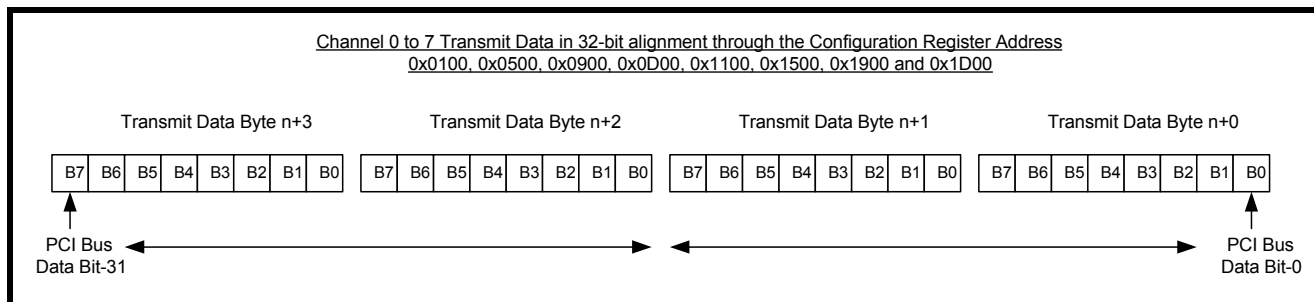 Channel 0 to 7 Transmit Data in 32-bit alignment through the Configuration Register Address
0x0100, 0x0500, 0x0900, 0x0D00, 0x1100, 0x1500, 0x1900 and 0x1D00
Transmit Data Byte n+3 Transmit Data Byte n+2 Transmit Data Byte n+1 Transmit Data Byte n+0
B7 B6 B5 B4 B3 B2 B1 B0 B7 B6 B5 B4 B3 B2 B1 B0 B7 B6 B5 B4 B3 B2 B1 B0 B7 B6 B5 B4 B3 B2 B1 B0
PCI Bus
Data Bit-31
PCI Bus
Data Bit-0